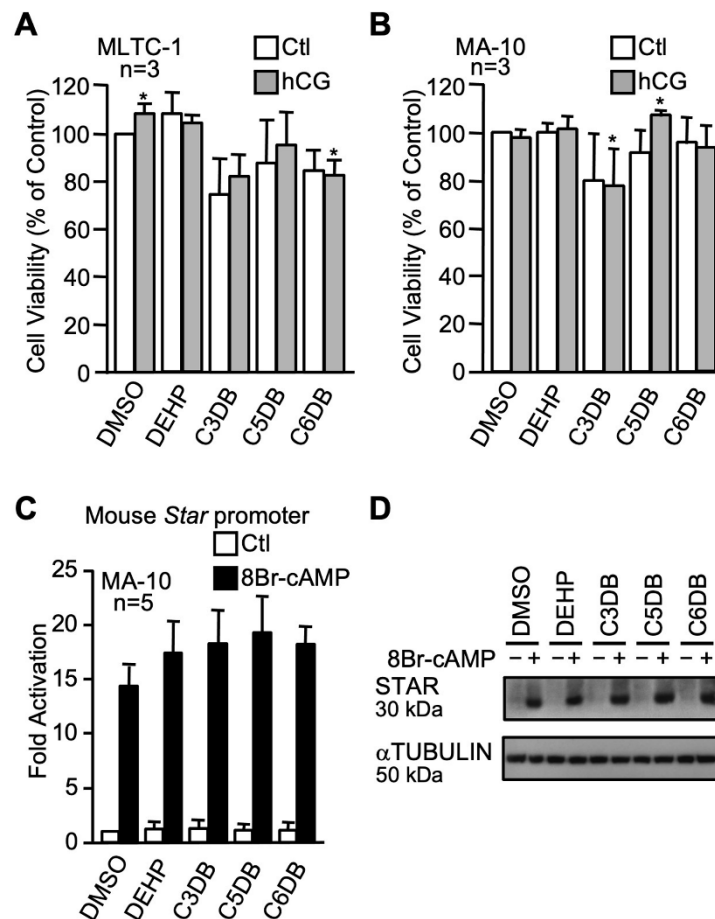 A
MLTC-1
n=3
Ctl
hCG
Cell Viability (% of Control)
120
100
80
60
40
20
0
*
*
DMSO
DEHP
C3DB
C5DB
C6DB
B
MA-10
n=3
Ctl
hCG
Cell Viability (% of Control)
120
100
80
60
40
20
0
*
*
DMSO
DEHP
C3DB
C5DB
C6DB
C
Mouse Star promoter
Ctl
8Br-cAMP
MA-10
n=5
Fold Activation
25
20
15
10
5
0
DMSO
DEHP
C3DB
C5DB
C6DB
D
DMSO
DEHP
C3DB
C5DB
C6DB
8Br-cAMP – + – + – + – + – +
STAR
30 kDa
αTUBULIN
50 kDa